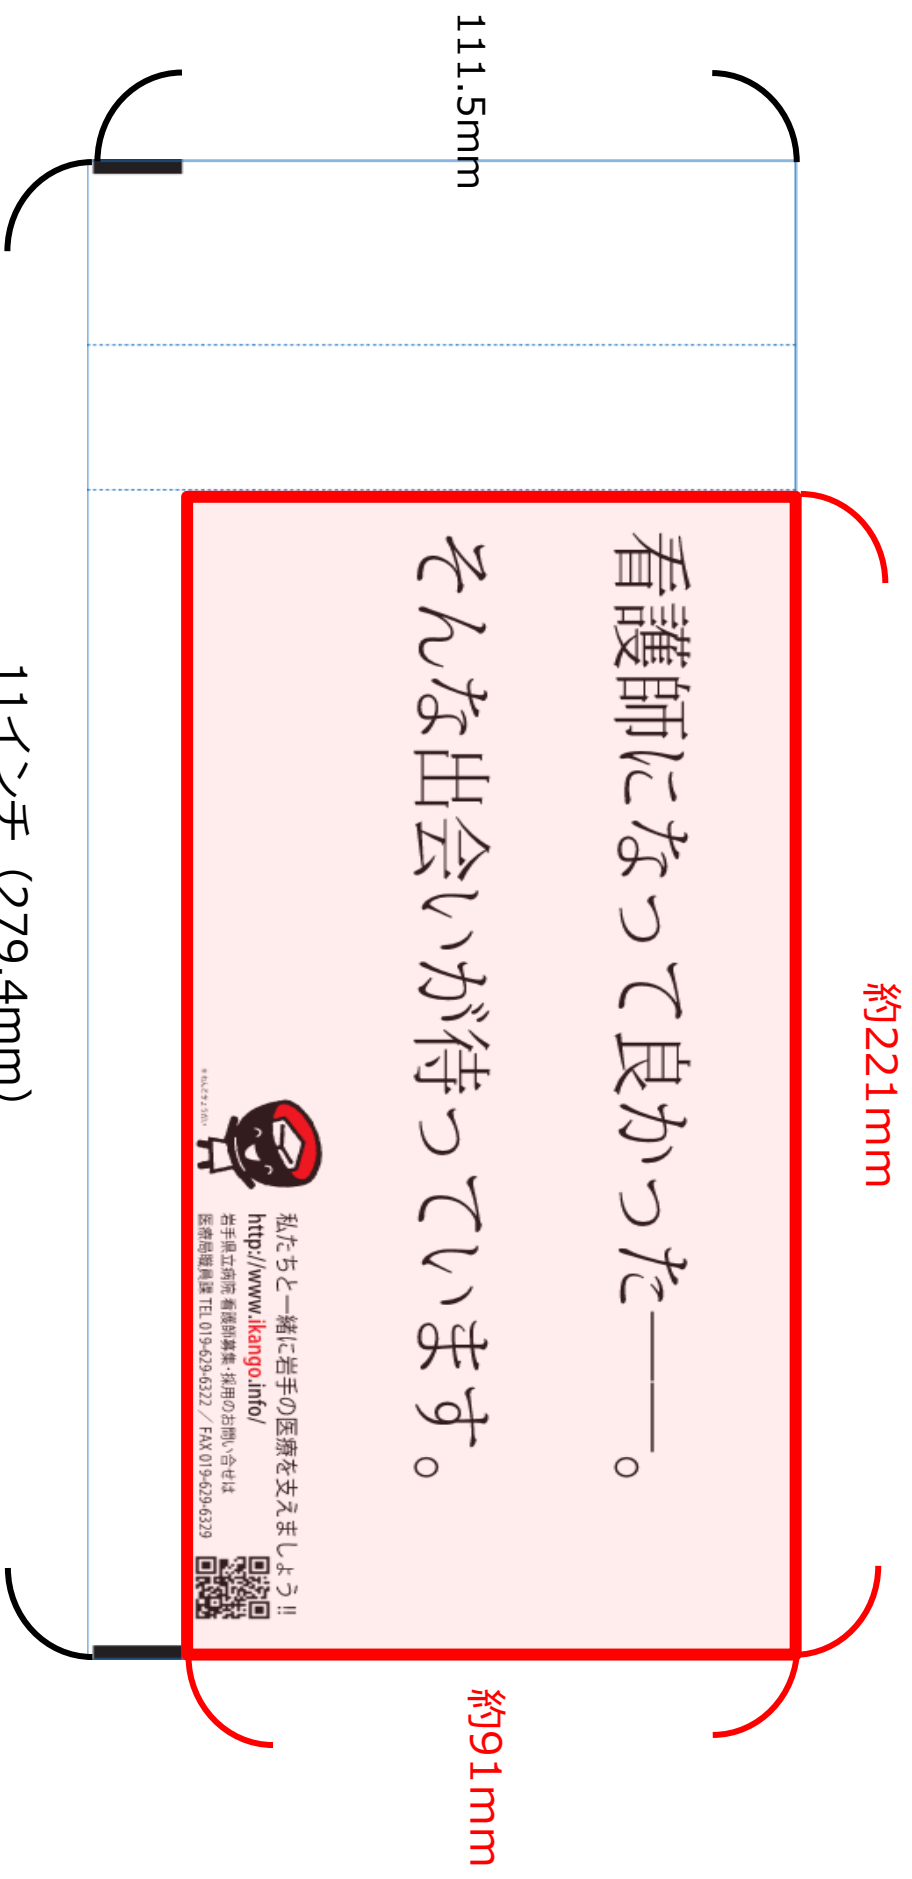 111.5mm
11インチ（279.4mm）
約221mm
約91mm
看護師になって良かった――。
そんな出会いが待っています。
私たちと一緒に岩手の医療を支えましょう!!
http://www.ikango.info/
岩手県立病院 看護師募集・採用のお問い合せは
医療局職員課 TEL 019-629-6322 ／ FAX 019-629-6329